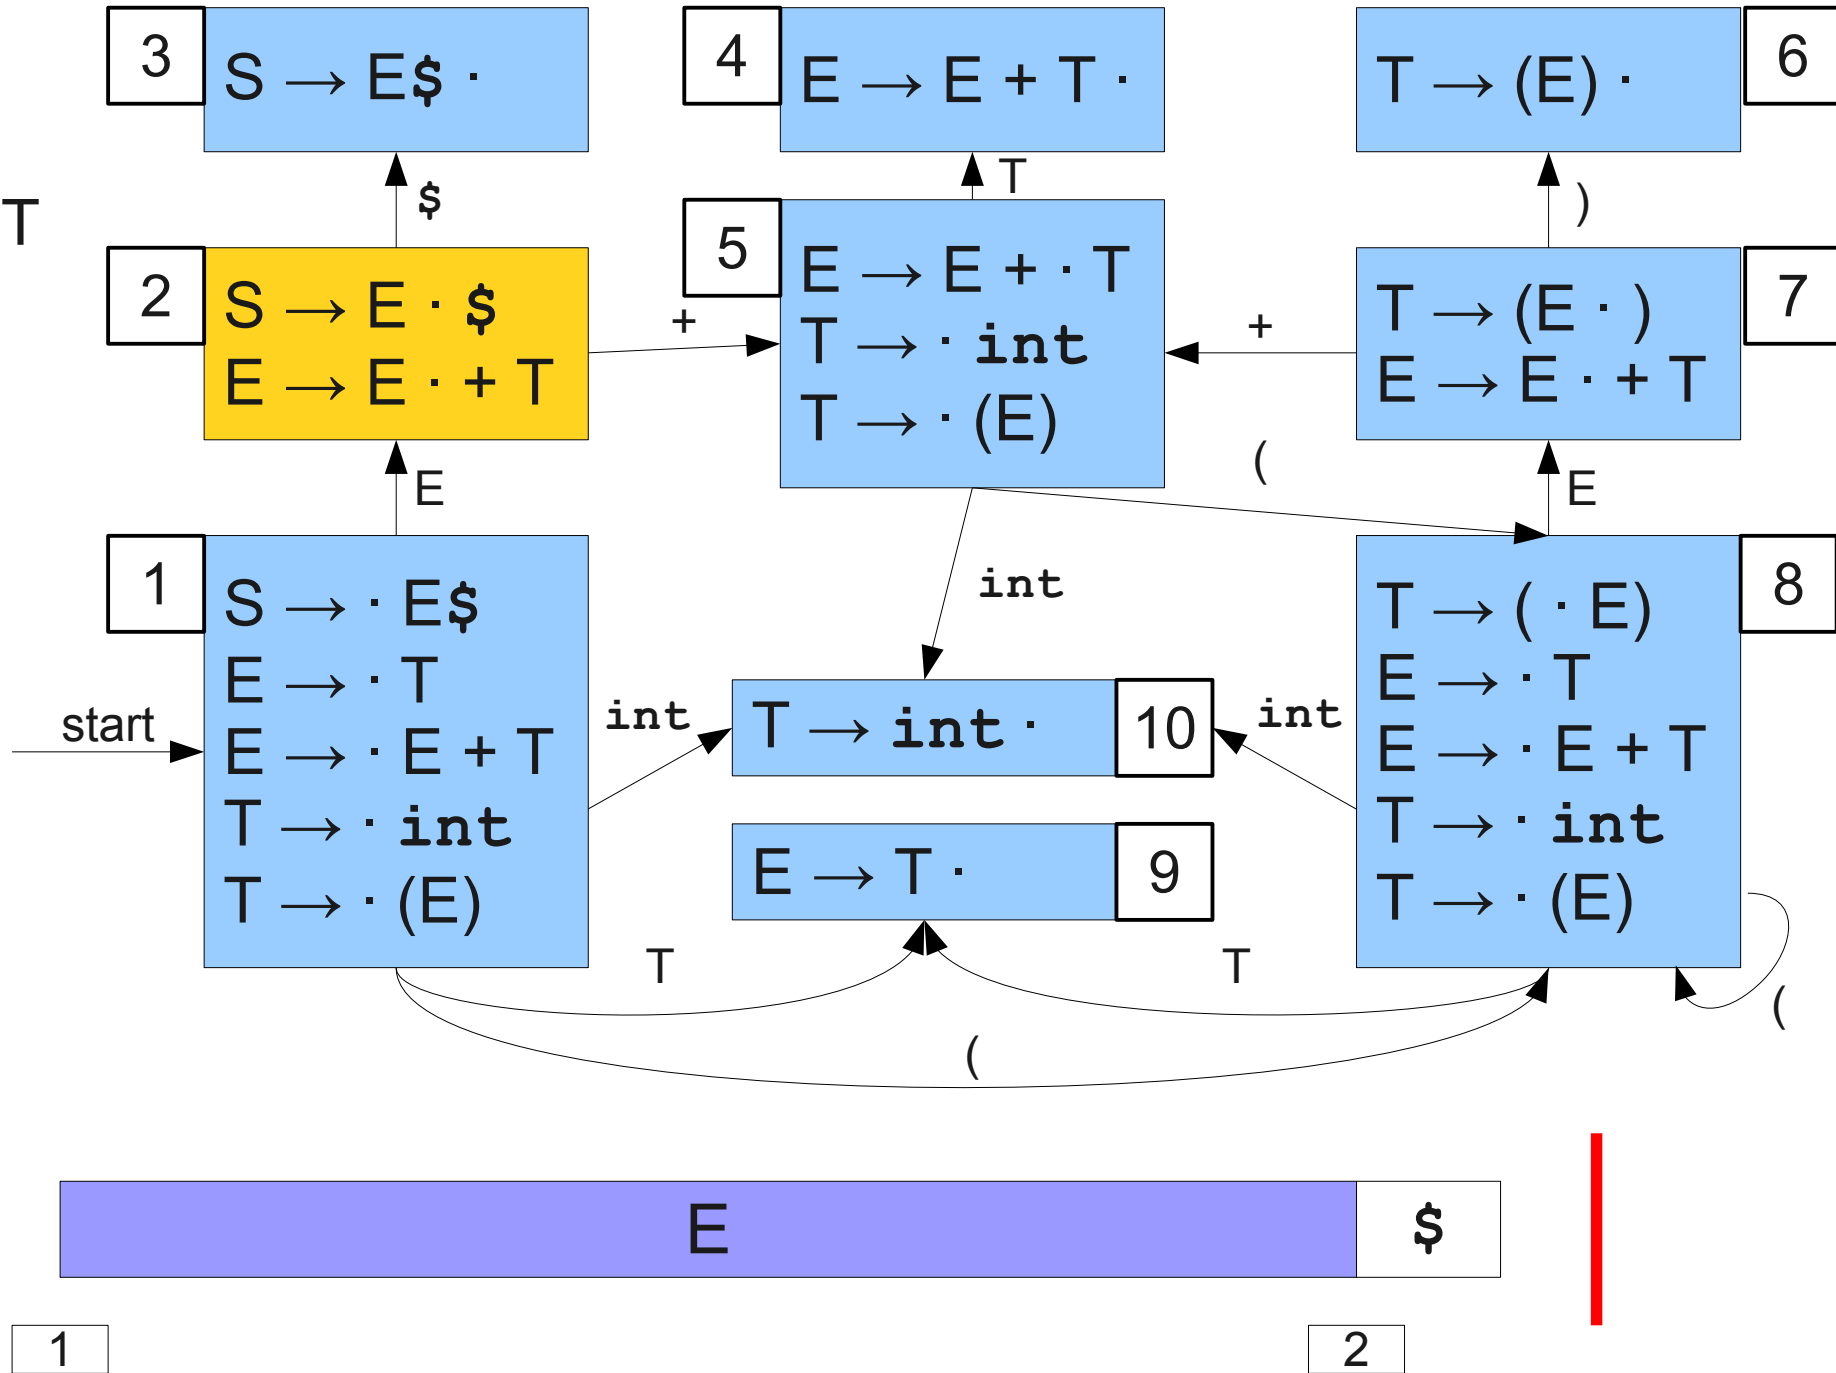 3
S → E$ ·
4
E → E + T ·
T → (E) ·
6
$
T
)
T
2
S → E · $
E → E · + T
+
5
E → E + · T
T → · int
T → · (E)
+
T → (E · )
E → E · + T
7
E
(
E
1
S → · E$
E → · T
E → · E + T
T → · int
T → · (E)
start
int
int
T → int ·
10
int
E → T ·
9
T → ( · E)
E → · T
E → · E + T
T → · int
T → · (E)
8
T
T
(
(
E
$
1
2